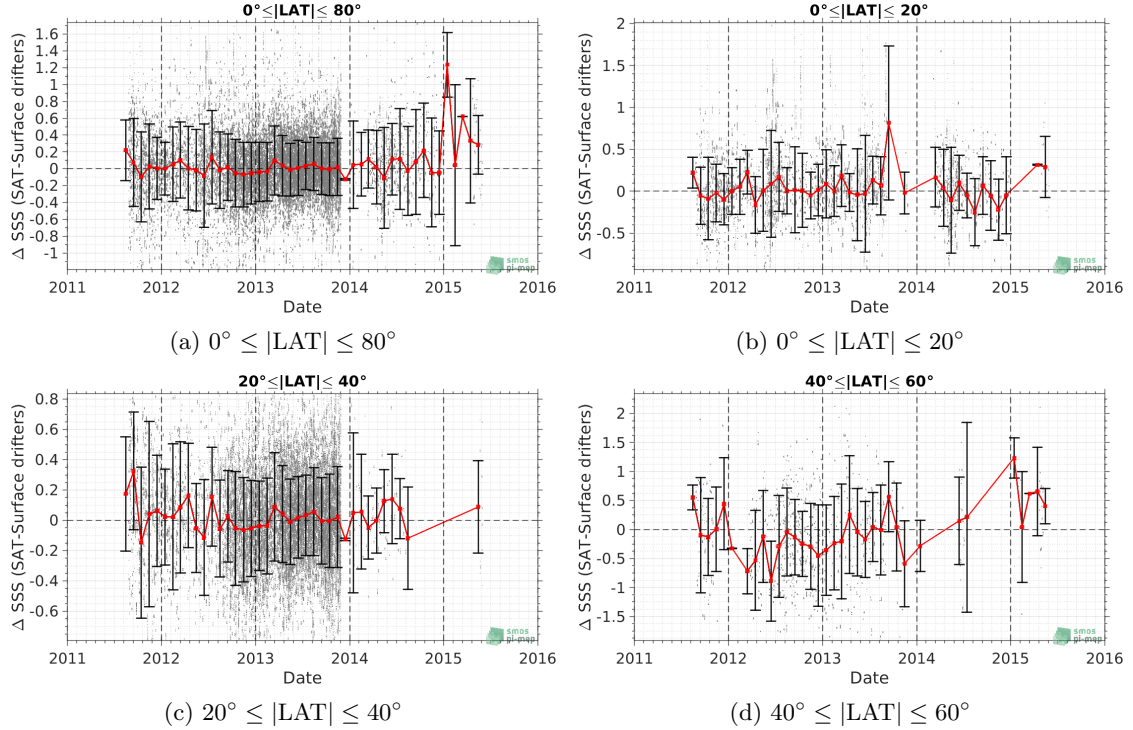 0°≤|LAT|≤ 80°
Δ SSS (SAT-Surface drifters)
1.6
1.4
1.2
1
0.8
0.6
0.4
0.2
0
-0.2
-0.4
-0.6
-0.8
-1
smos
pi-mep
2011 2012 2013 2014 2015 2016
Date
(a) 0° ≤ |LAT| ≤ 80°
0°≤|LAT|≤ 20°
Δ SSS (SAT-Surface drifters)
2
1.5
1
0.5
0
-0.5
smos
pi-mep
2011 2012 2013 2014 2015 2016
Date
(b) 0° ≤ |LAT| ≤ 20°
20°≤|LAT|≤ 40°
Δ SSS (SAT-Surface drifters)
0.8
0.6
0.4
0.2
0
-0.2
-0.4
-0.6
smos
pi-mep
2011 2012 2013 2014 2015 2016
Date
(c) 20° ≤ |LAT| ≤ 40°
40°≤|LAT|≤ 60°
Δ SSS (SAT-Surface drifters)
2
1.5
1
0.5
0
-0.5
-1
-1.5
smos
pi-mep
2011 2012 2013 2014 2015 2016
Date
(d) 40° ≤ |LAT| ≤ 60°